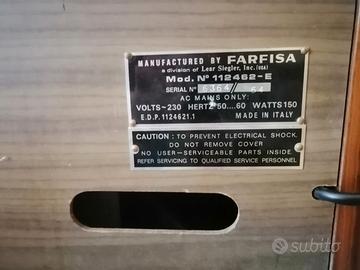 MANUFACTURED BY FARFISA
a division of Lear Siegler, Inc. (USA)
Mod. N° 112462-E
SERIAL N° 6364/64
AC MAINS ONLY:
VOLTS~230 HERTZ 50....60 WATTS 150
E.D.P. 1124621.1 MADE IN ITALY
CAUTION : TO PREVENT ELECTRICAL SHOCK,
DO NOT REMOVE COVER
NO USER-SERVICEABLE PARTS INSIDE.
REFER SERVICING TO QUALIFIED SERVICE PERSONNEL
subito